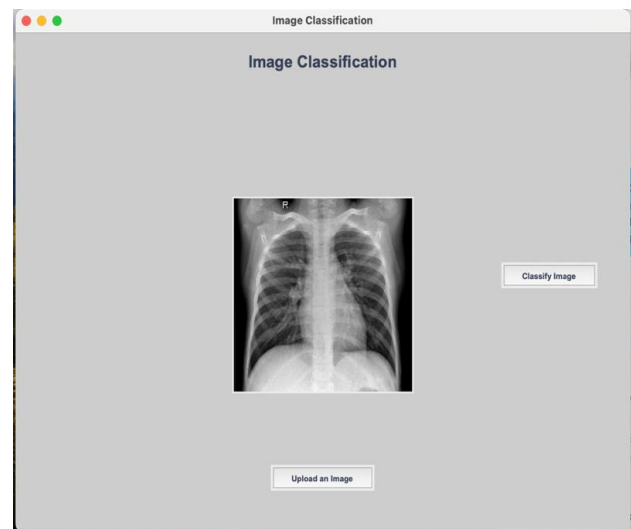 Image Classification
Image Classification
R
Classify Image
Upload an Image